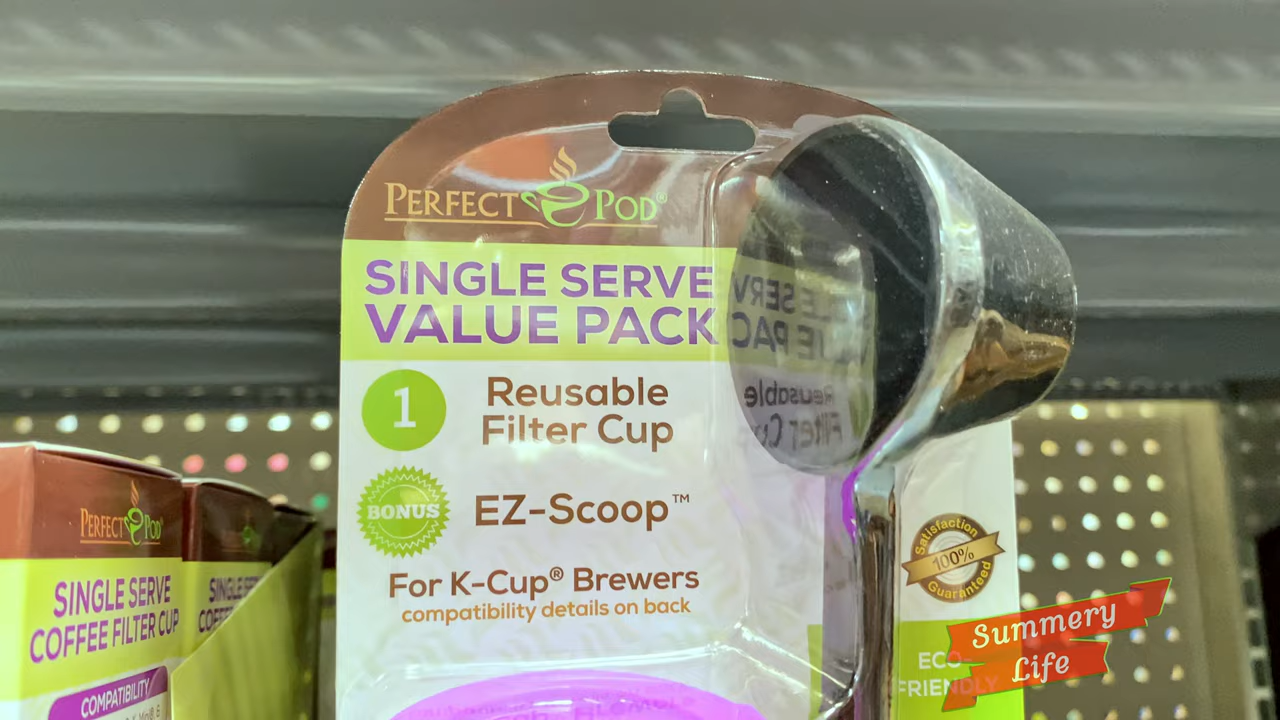 PERFECT POD®
SINGLE SERVE
VALUE PACK
1
Reusable
Filter Cup
BONUS
EZ-Scoop™
For K-Cup® Brewers
compatibility details on back
Satisfaction
100%
Guaranteed
ECO-
FRIENDLY
Summery
Life
PERFECT POD
SINGLE SERVE
COFFEE FILTER CUP
COMPATIBILITY
SINGLE